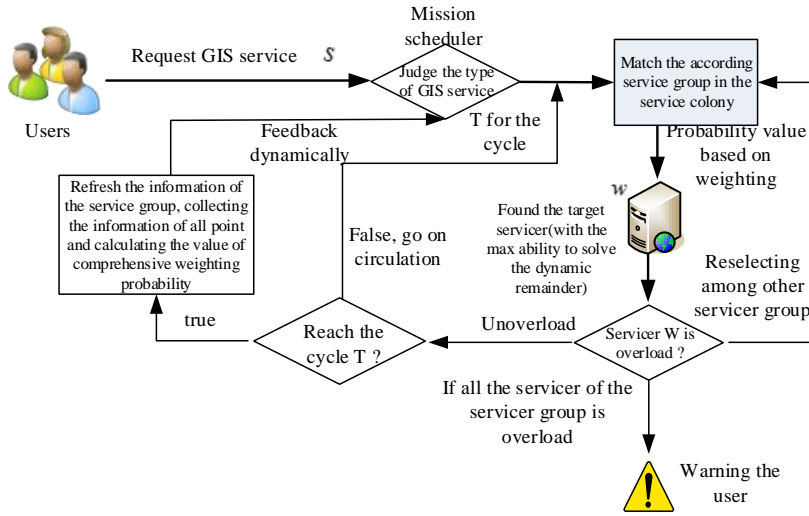 Mission
scheduler
Request GIS service S
Judge the type
of GIS service
Match the according
service group in the
service colony
Users
Feedback
dynamically
T for the
cycle
Probability value
based on
weighting
Refresh the information of
the service group, collecting
the information of all point
and calculating the value of
comprehensive weighting
probability
w
Found the target
servicer(with the
max ability to solve
the dynamic
remainder)
False, go on
circulation
Reselecting
among other
servicer group
true
Reach the
cycle T ?
Unoverload
Servicer W is
overload ?
If all the servicer of the
servicer group is
overload
Warning the
user